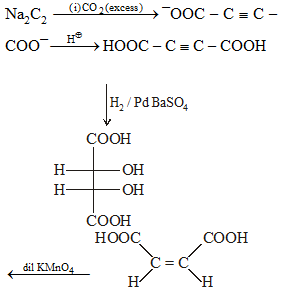 Na₂C₂ (i)CO₂(excess) ⁻OOC – C ≡ C –
COO⁻ H⊕ HOOC – C ≡ C – COOH
H₂ / Pd BaSO₄
COOH
H OH
H OH
COOH
HOOC COOH
C = C
dil KMnO₄ H H